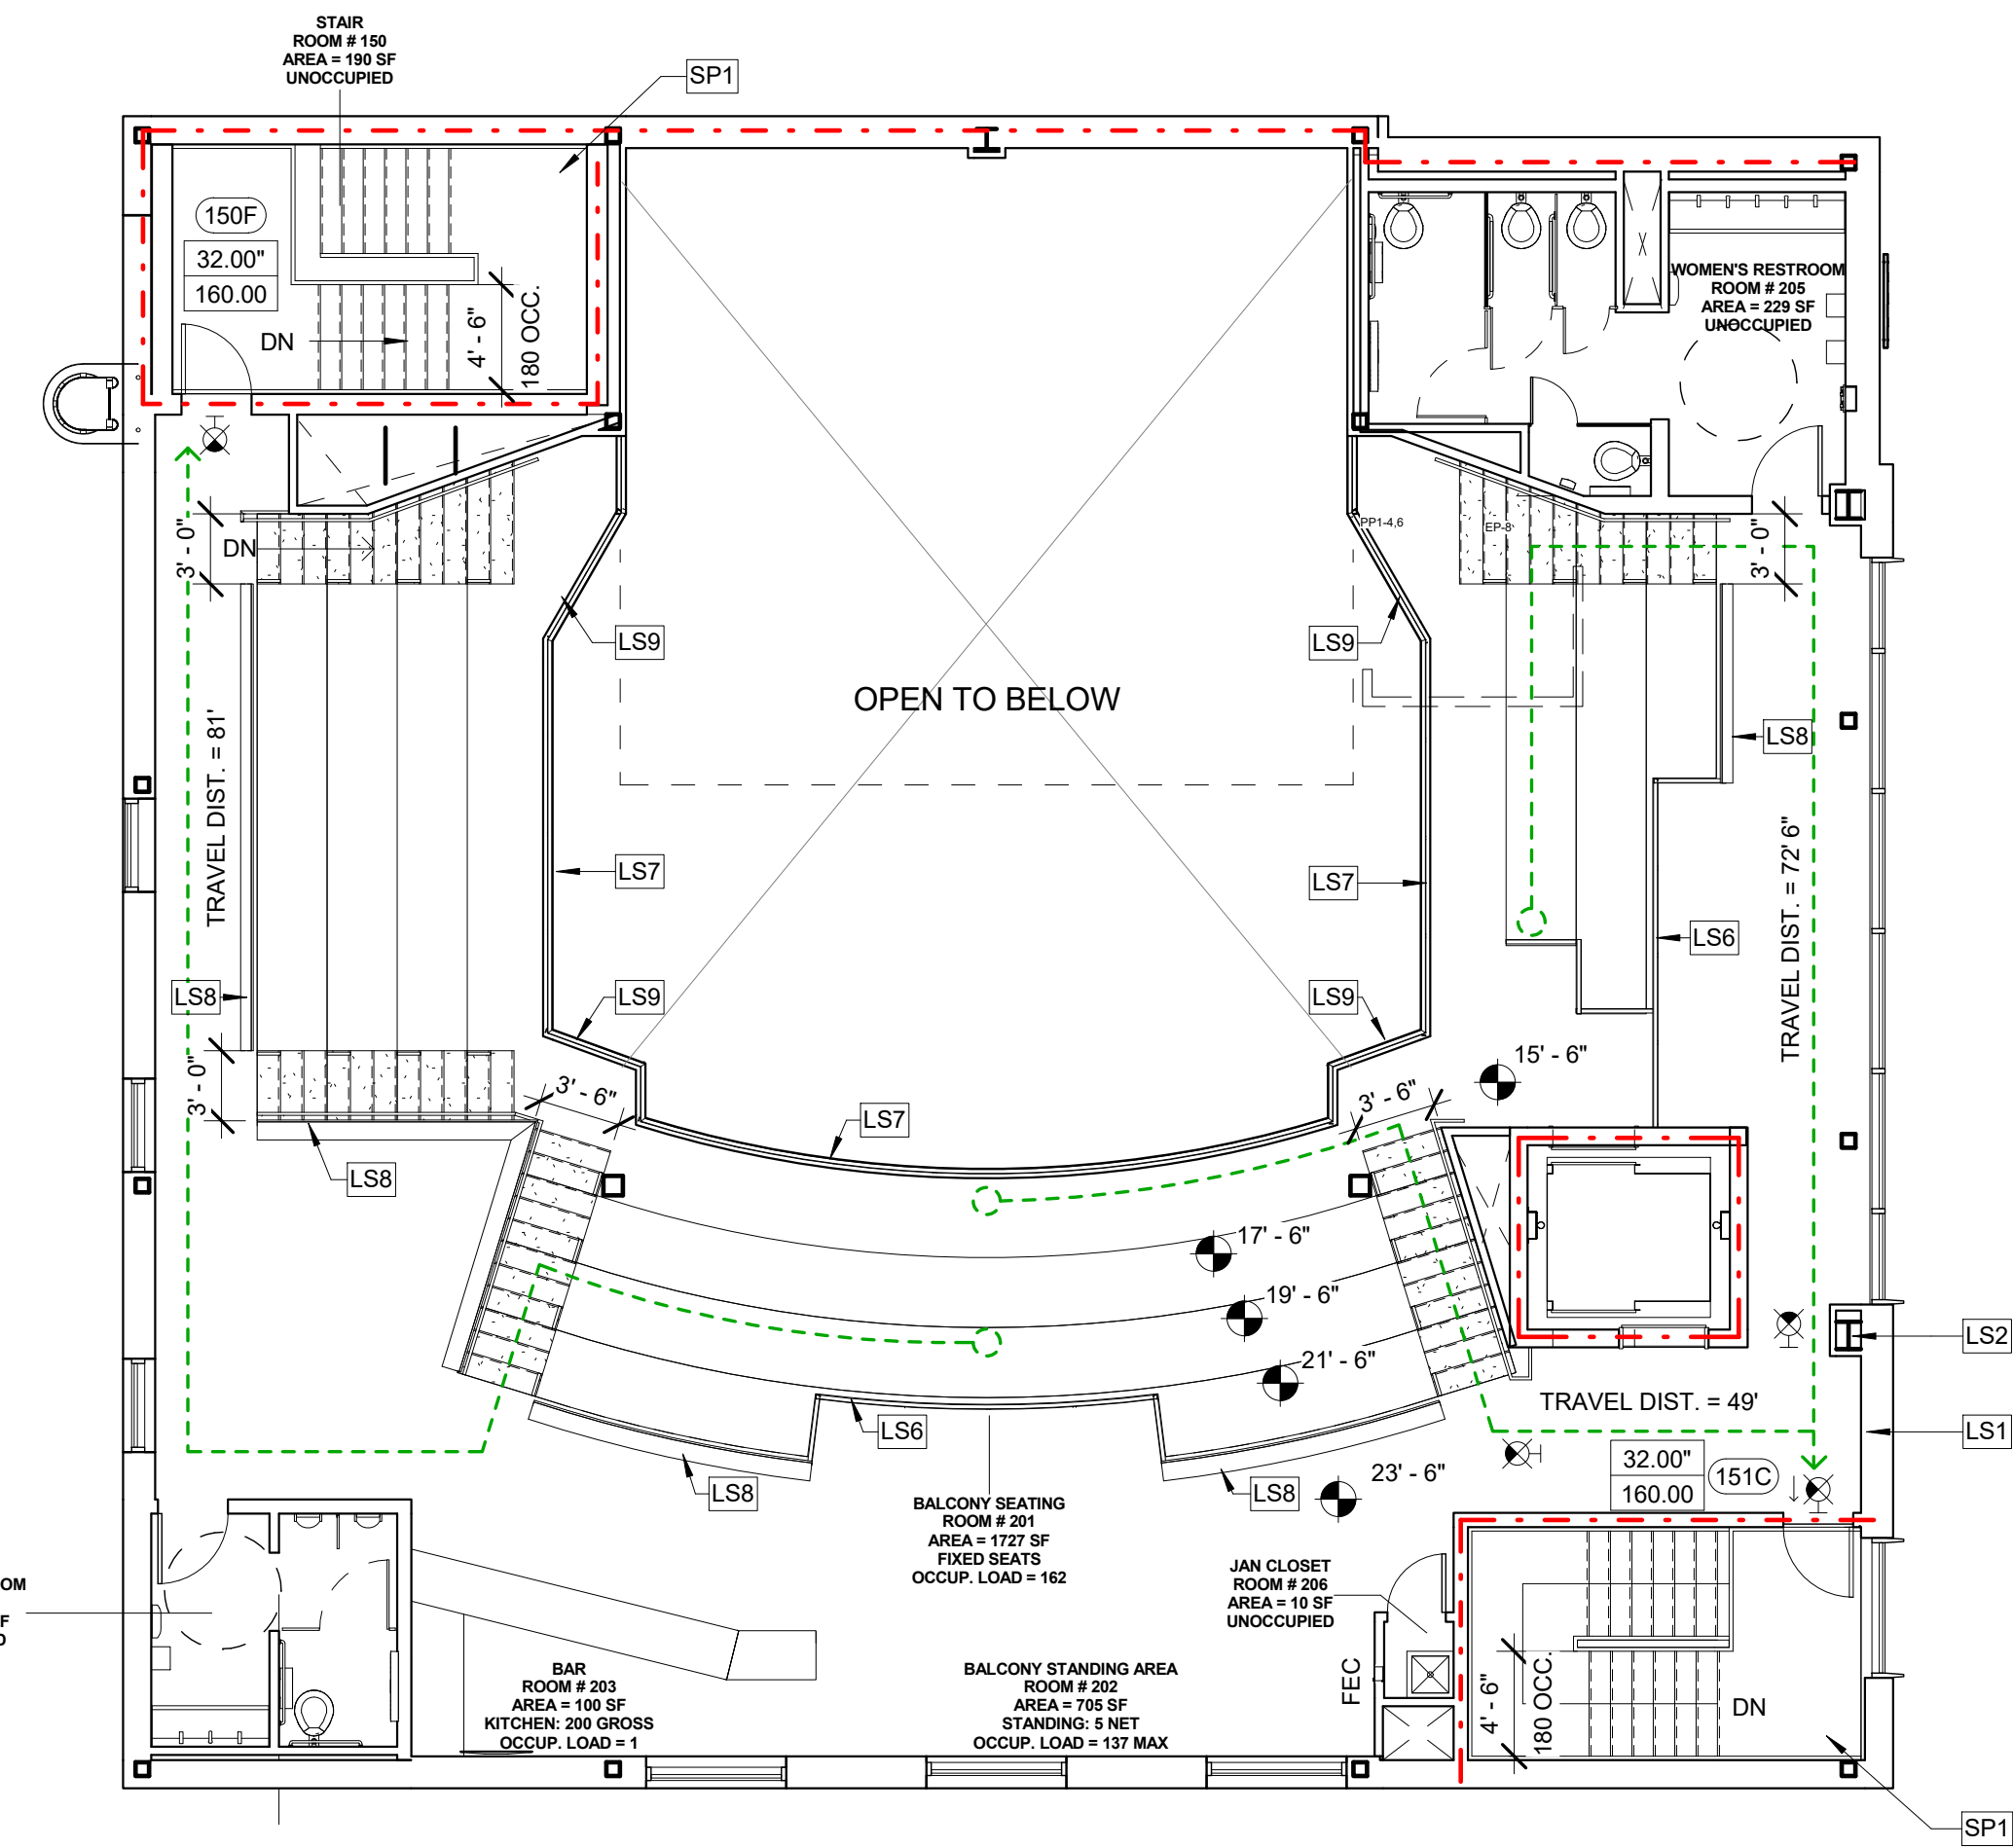 STAIR
ROOM # 150
AREA = 190 SF
UNOCCUPIED
SP1
150F
32.00"
160.00
DN
4' - 6"
180 OCC.
WOMEN'S RESTROOM
ROOM # 205
AREA = 229 SF
UNOCCUPIED
3' - 0"
DN
PP1-4,6
EP-8
3' - 0"
LS9
LS9
OPEN TO BELOW
LS8
TRAVEL DIST. = 81'
TRAVEL DIST. = 72' 6"
LS7
LS7
LS6
LS8
LS9
LS9
3' - 0"
3' - 6"
3' - 6"
15' - 6"
LS7
LS8
17' - 6"
19' - 6"
21' - 6"
LS2
TRAVEL DIST. = 49'
LS6
LS1
32.00"
160.00
151C
23' - 6"
LS8
LS8
BALCONY SEATING
ROOM # 201
AREA = 1727 SF
FIXED SEATS
OCCUP. LOAD = 162
JAN CLOSET
ROOM # 206
AREA = 10 SF
UNOCCUPIED
OM
F
D
BAR
ROOM # 203
AREA = 100 SF
KITCHEN: 200 GROSS
OCCUP. LOAD = 1
BALCONY STANDING AREA
ROOM # 202
AREA = 705 SF
STANDING: 5 NET
OCCUP. LOAD = 137 MAX
FEC
4' - 6"
180 OCC.
DN
SP1